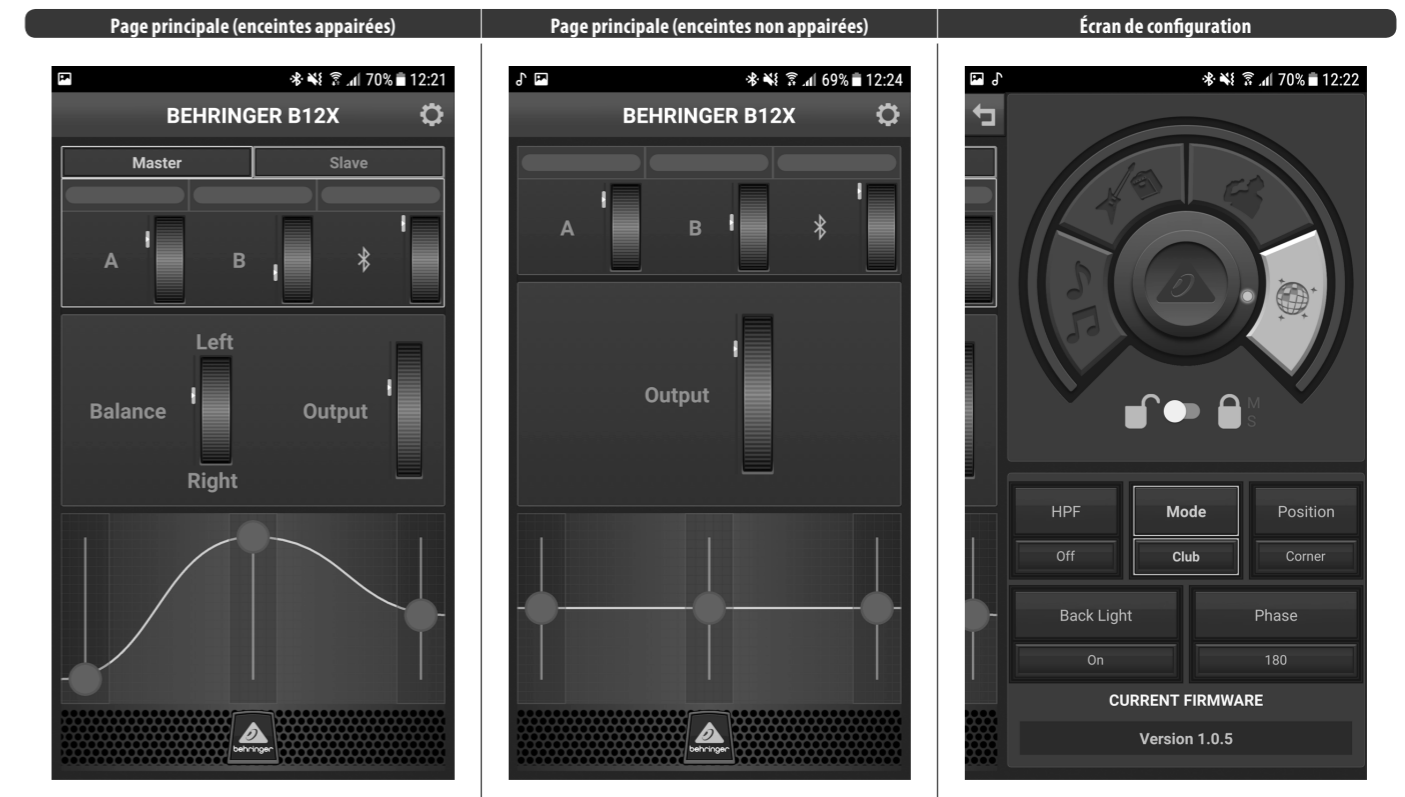 Page principale (enceintes appairées)
Page principale (enceintes non appairées)
Écran de configuration
70% 12:21
BEHRINGER B12X
Master
Slave
A
B
Left
Balance
Output
Right
behringer
69% 12:24
BEHRINGER B12X
A
B
Output
behringer
70% 12:22
M
S
HPF
Mode
Position
Off
Club
Corner
Back Light
Phase
On
180
CURRENT FIRMWARE
Version 1.0.5